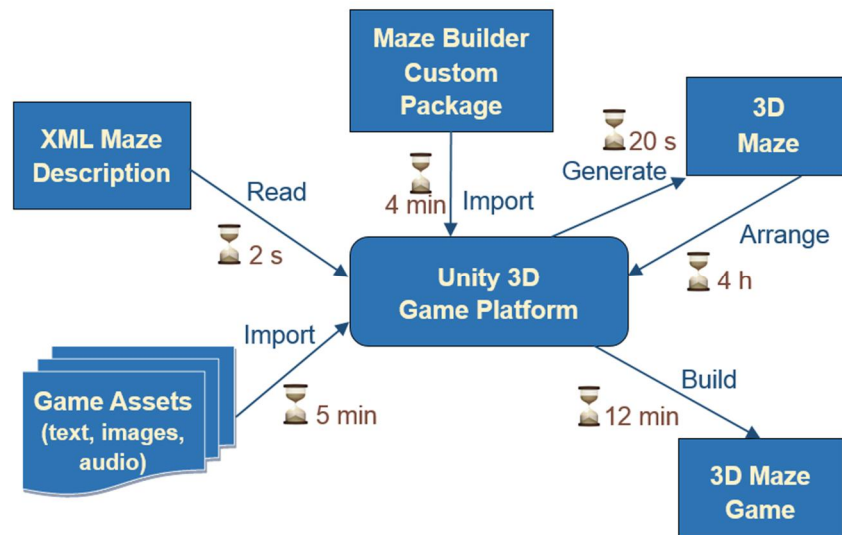 Maze Builder
Custom
Package
XML Maze
Description
3D
Maze
Read
2 s
4 min
Import
20 s
Generate
Arrange
4 h
Unity 3D
Game Platform
Import
5 min
Game Assets
(text, images,
audio)
Build
12 min
3D Maze
Game